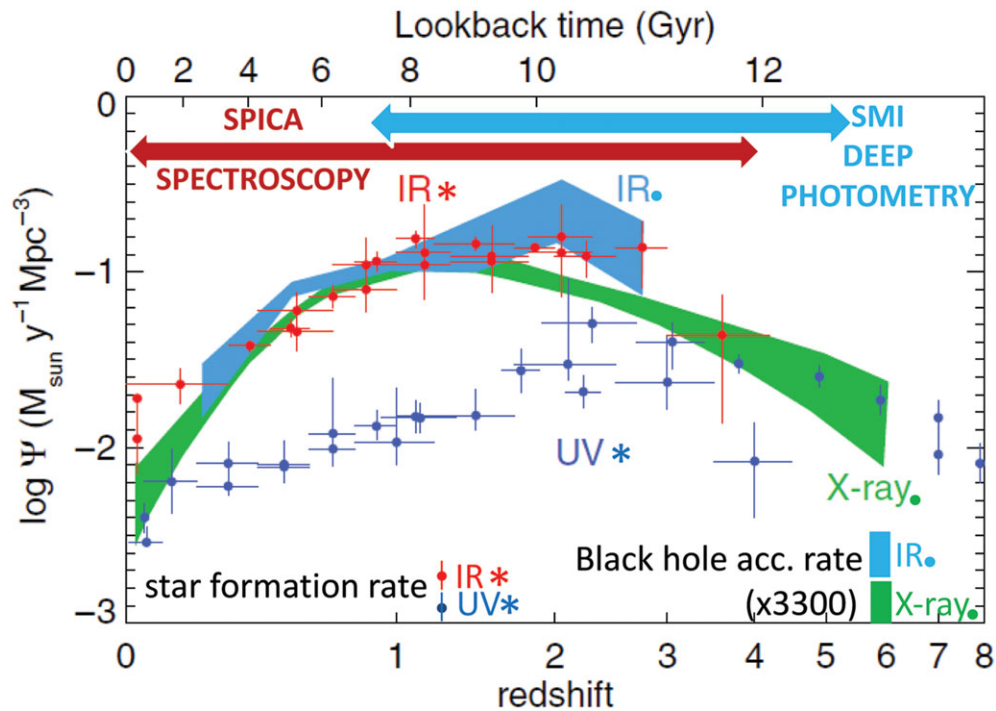 Lookback time (Gyr)
0 2 4 6 8 10 12
0
SPICA
SMI
DEEP
SPECTROSCOPY
PHOTOMETRY
IR*
IR●
−1
log Ψ (M sun y⁻¹ Mpc⁻³)
−2
UV*
X-ray●
Black hole acc. rate
IR●
star formation rate
IR*
(x3300)
X-ray●
UV*
−3
0 1 2 3 4 5 6 7 8
redshift